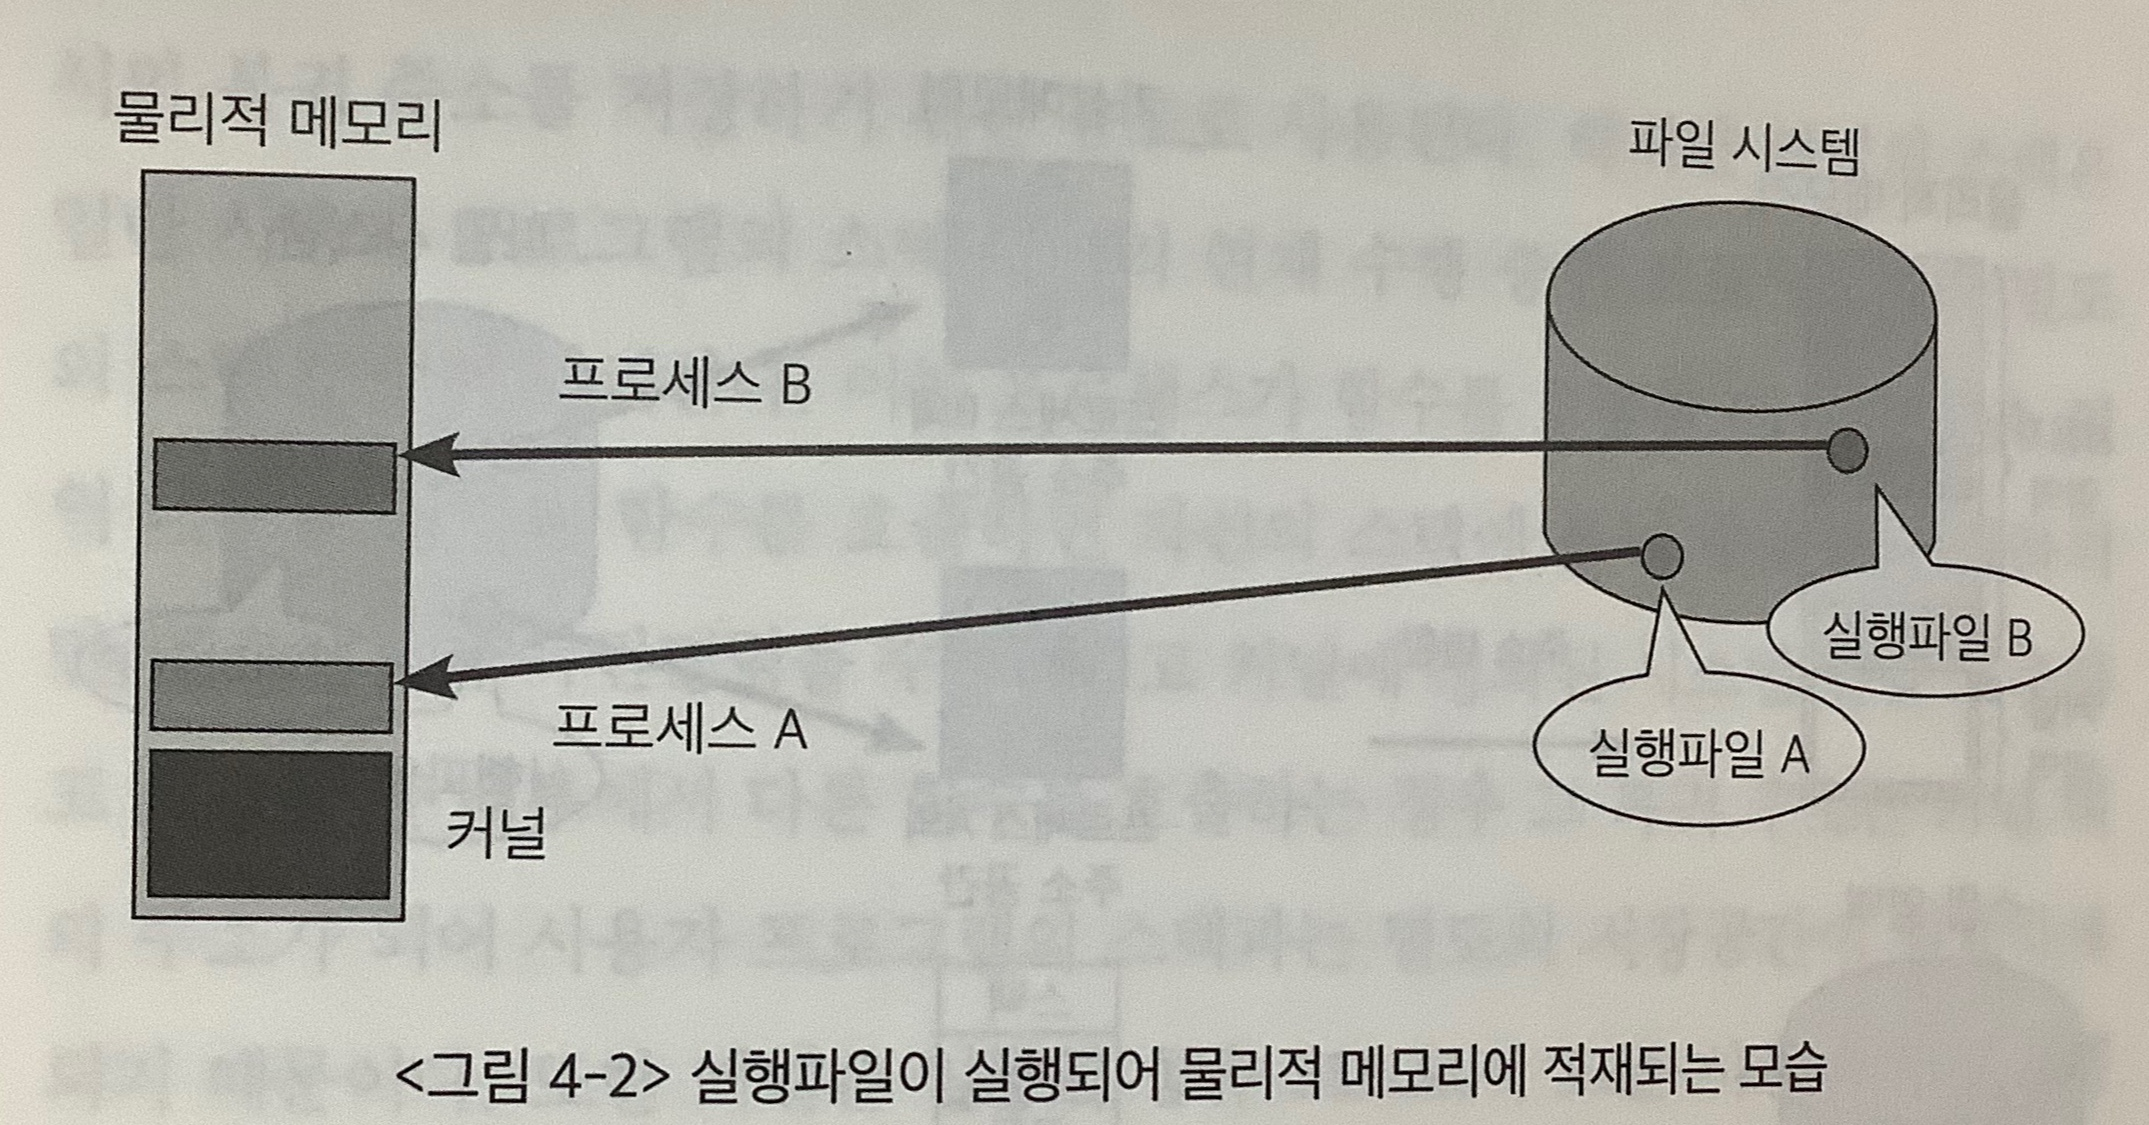 물리적 메모리
파일 시스템
프로세스 B
실행파일 B
프로세스 A
실행파일 A
커널
<그림 4-2> 실행파일이 실행되어 물리적 메모리에 적재되는 모습